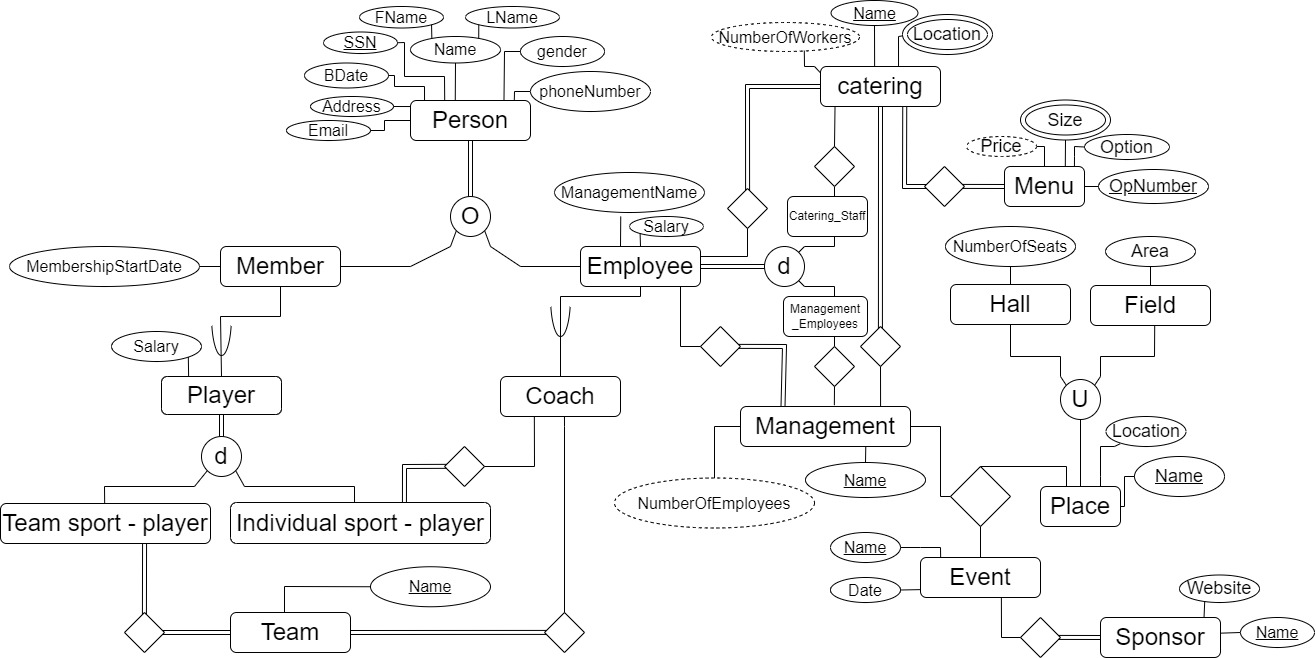 FName
LName
SSN
Name
gender
BDate
phoneNumber
Address
Email
Person
O
NumberOfWorkers
Name
Location
catering
Size
Price
Option
Menu
OpNumber
ManagementName
Salary
Catering_Staff
MembershipStartDate
Member
Employee
d
Management
_Employees
NumberOfSeats
Area
Hall
Field
Salary
Player
Coach
U
d
Management
Location
Name
Name
NumberOfEmployees
Place
Team sport - player
Individual sport - player
Name
Date
Event
Name
Team
Website
Sponsor
Name